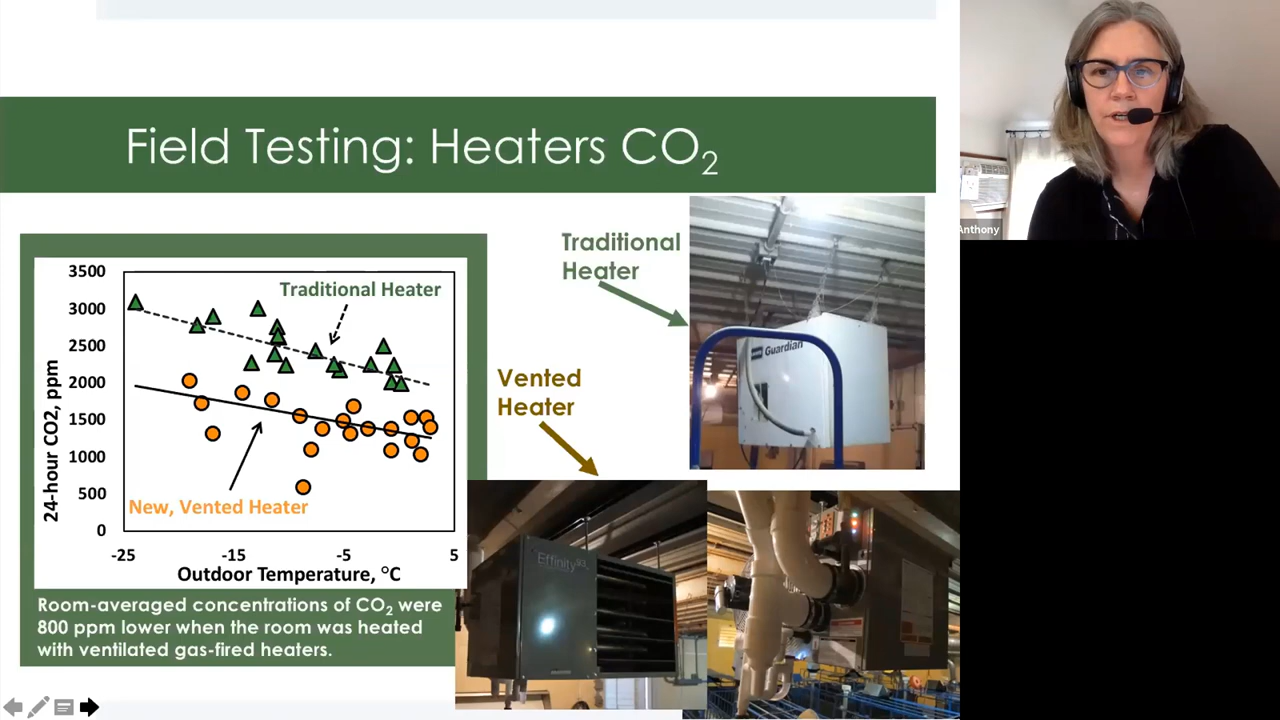 Field Testing: Heaters CO2
Traditional
Heater
Vented
Heater
Guardian
Effinity
Anthony
3500
3000
2500
2000
1500
1000
500
0
24-hour CO2, ppm
Traditional Heater
New, Vented Heater
-25
-15
-5
5
Outdoor Temperature, °C
Room-averaged concentrations of CO2 were
800 ppm lower when the room was heated
with ventilated gas-fired heaters.